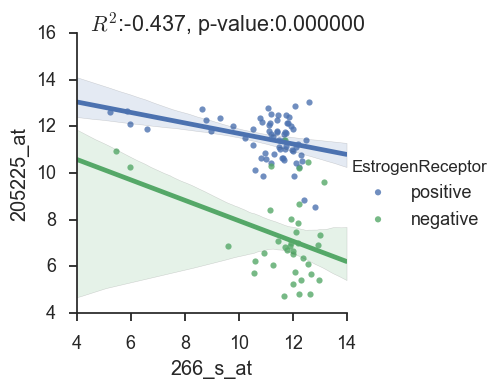 R²:-0.437, p-value:0.000000
16
14
12
10
8
6
4
205225_at
4
6
8
10
12
14
266_s_at
EstrogenReceptor
positive
negative